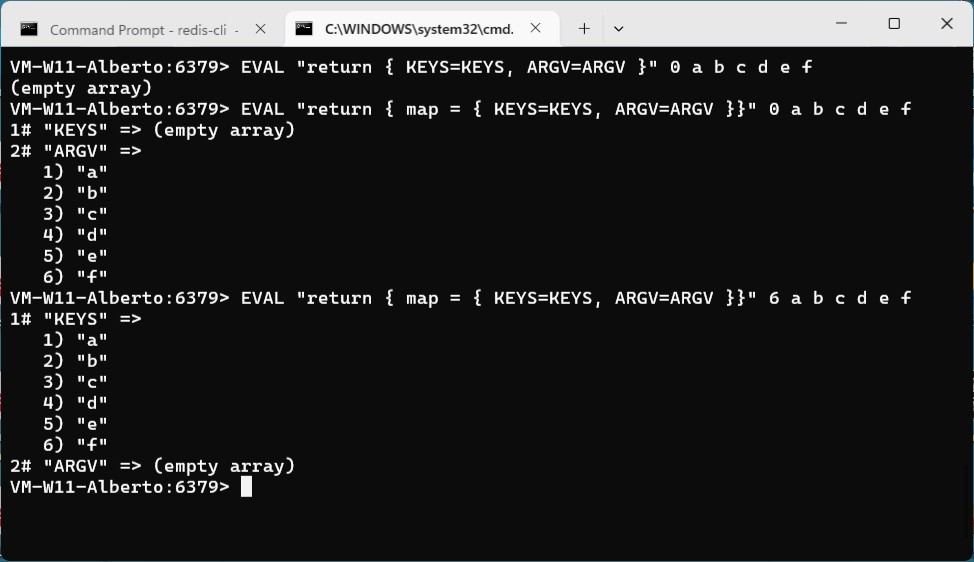 Command Prompt - redis-cli -
C:\WINDOWS\system32\cmd.
VM-W11-Alberto:6379> EVAL "return { KEYS=KEYS, ARGV=ARGV }" 0 a b c d e f
(empty array)
VM-W11-Alberto:6379> EVAL "return { map = { KEYS=KEYS, ARGV=ARGV }}" 0 a b c d e f
1# "KEYS" => (empty array)
2# "ARGV" =>
   1) "a"
   2) "b"
   3) "c"
   4) "d"
   5) "e"
   6) "f"
VM-W11-Alberto:6379> EVAL "return { map = { KEYS=KEYS, ARGV=ARGV }}" 6 a b c d e f
1# "KEYS" =>
   1) "a"
   2) "b"
   3) "c"
   4) "d"
   5) "e"
   6) "f"
2# "ARGV" => (empty array)
VM-W11-Alberto:6379>